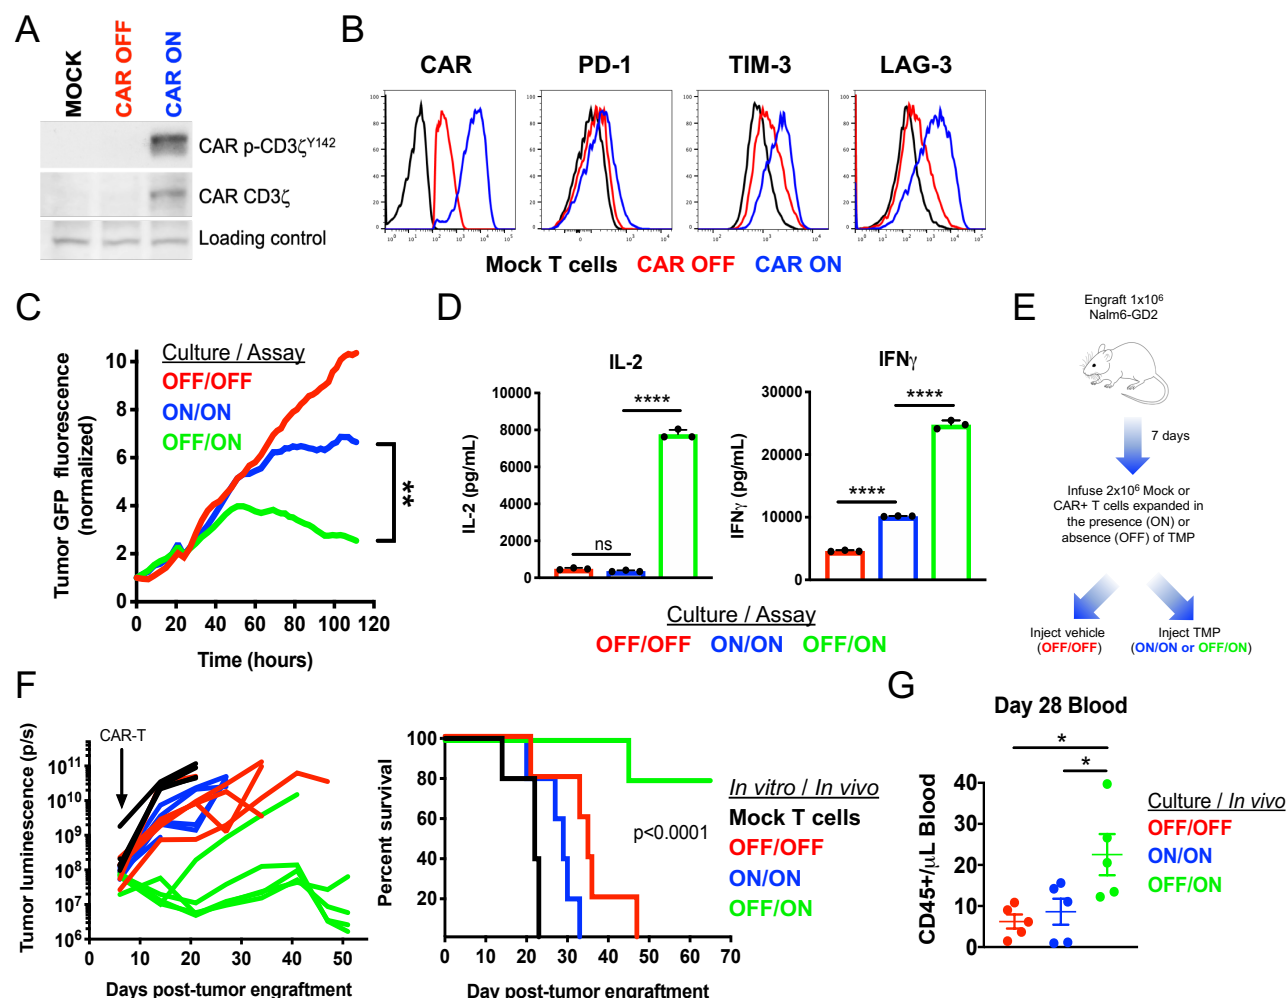 A
MOCK
CAR OFF
CAR ON
CAR p-CD3ζY142
CAR CD3ζ
Loading control
B
CAR
PD-1
TIM-3
LAG-3
100
80
60
40
20
0
Mock T cells CAR OFF CAR ON
C
Culture / Assay
OFF/OFF
ON/ON
OFF/ON
Tumor GFP fluorescence
(normalized)
10
8
6
4
2
0
**
0 20 40 60 80 100 120
Time (hours)
D
IL-2
IL-2 (pg/mL)
10000
8000
6000
4000
2000
0
ns
****
IFNγ
IFNγ (pg/mL)
30000
20000
10000
0
****
****
Culture / Assay
OFF/OFF ON/ON OFF/ON
E
Engraft 1x10⁶
Nalm6-GD2
7 days
Infuse 2x10⁶ Mock or
CAR+ T cells expanded in
the presence (ON) or
absence (OFF) of TMP
Inject vehicle
(OFF/OFF)
Inject TMP
(ON/ON or OFF/ON)
F
CAR-T
Tumor luminescence (p/s)
10¹¹
10¹⁰
10⁹
10⁸
10⁷
10⁶
0 10 20 30 40 50
Days post-tumor engraftment
Percent survival
100
80
60
40
20
0 10 20 30 40 50 60 70
Day post-tumor engraftment
p<0.0001
In vitro / In vivo
Mock T cells
OFF/OFF
ON/ON
OFF/ON
G
Day 28 Blood
*
*
CD45+/μL Blood
40
30
20
10
0
Culture / In vivo
OFF/OFF
ON/ON
OFF/ON